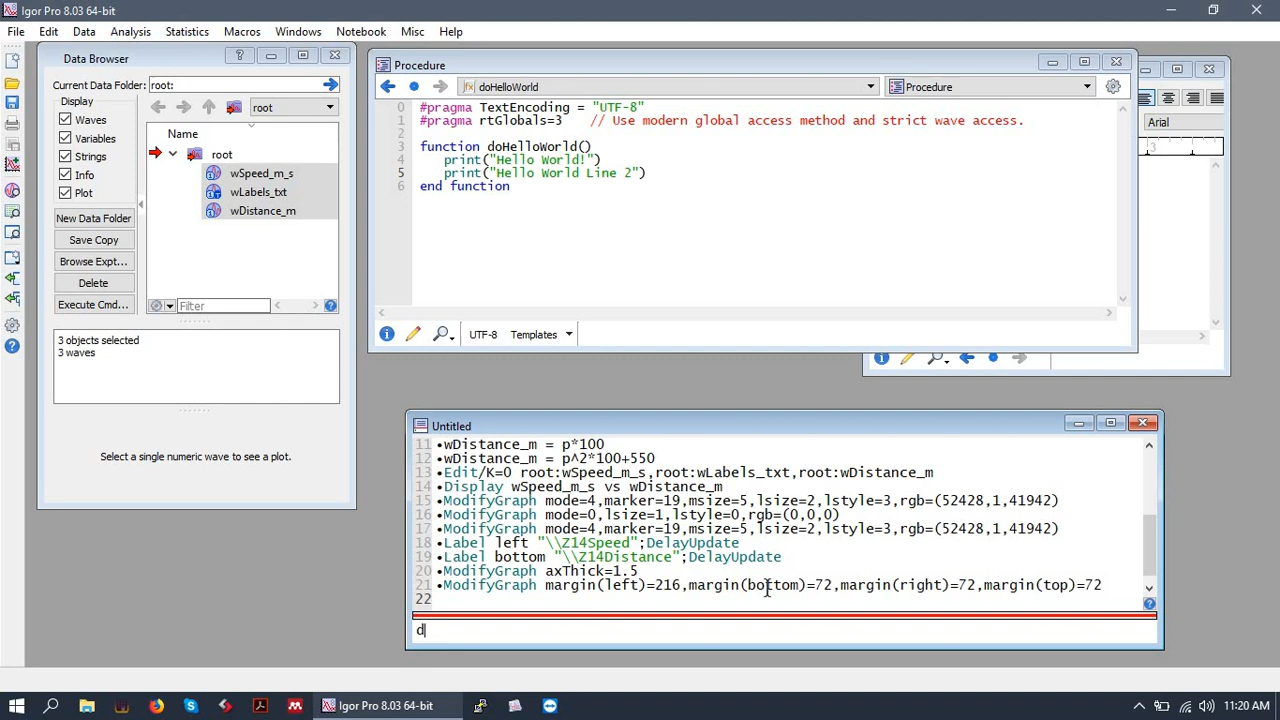 Igor Pro 8.03 64-bit
File Edit Data Analysis Statistics Macros Windows Notebook Misc Help
Data Browser
Current Data Folder: root:
Display
Waves
Variables
Strings
Info
Plot
New Data Folder
Save Copy
Browse Expt...
Delete
Execute Cmd...
root
Name
root
wSpeed_m_s
wLabels_txt
wDistance_m
Filter
3 objects selected
3 waves
Select a single numeric wave to see a plot.
Procedure
doHelloWorld
Procedure
0 #pragma TextEncoding = "UTF-8"
1 #pragma rtGlobals=3 // Use modern global access method and strict wave access.
2
3 function doHelloWorld()
4 print("Hello World!")
5 print("Hello World Line 2")
6 end function
UTF-8 Templates
Arial
3
Untitled
11 •wDistance_m = p*100
12 •wDistance_m = p^2*100+550
13 •Edit/K=0 root:wSpeed_m_s,root:wLabels_txt,root:wDistance_m
14 •Display wSpeed_m_s vs wDistance_m
15 •ModifyGraph mode=4,marker=19,msize=5,lsize=2,lstyle=3,rgb=(52428,1,41942)
16 •ModifyGraph mode=0,lsize=1,lstyle=0,rgb=(0,0,0)
17 •ModifyGraph mode=4,marker=19,msize=5,lsize=2,lstyle=3,rgb=(52428,1,41942)
18 •Label left "\\Z14Speed";DelayUpdate
19 •Label bottom "\\Z14Distance";DelayUpdate
20 •ModifyGraph axThick=1.5
21 •ModifyGraph margin(left)=216,margin(bottom)=72,margin(right)=72,margin(top)=72
22
d
Igor Pro 8.03 64-bit
11:20 AM